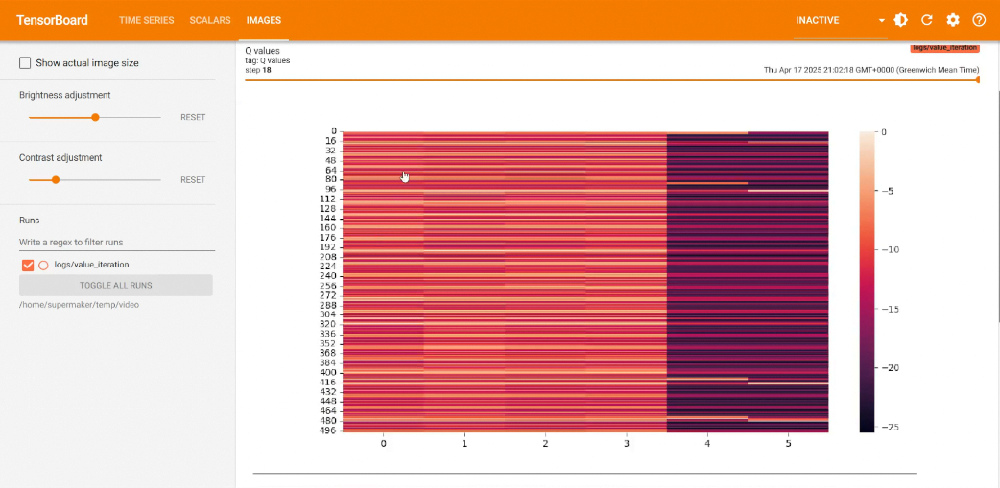 TensorBoard TIME SERIES SCALARS IMAGES INACTIVE
Show actual image size
Brightness adjustment
RESET
Contrast adjustment
RESET
Runs
Write a regex to filter runs
logs/value_iteration
TOGGLE ALL RUNS
/home/supermaker/temp/video
Q values
tag: Q values
step 18
logs/value_iteration
Thu Apr 17 2025 21:02:18 GMT+0000 (Greenwich Mean Time)
0
16
32
48
64
80
96
112
128
144
160
176
192
208
224
240
256
272
288
304
320
336
352
368
384
400
416
432
448
464
480
496
0 1 2 3 4 5
0
−5
−10
−15
−20
−25